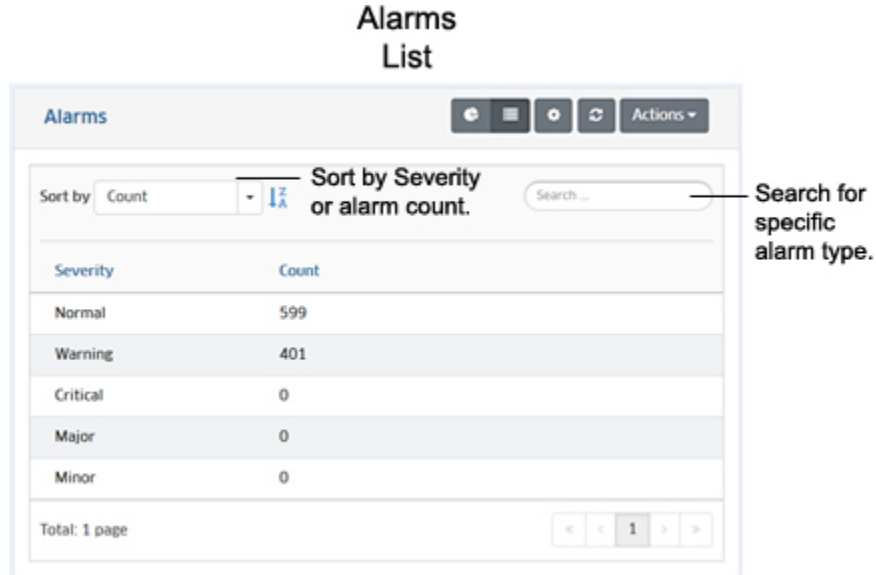 Alarms
List
Alarms
Actions
Sort by Count
Z
A
Sort by Severity
or alarm count.
Search ...
Search for
specific
alarm type.
Severity Count
Normal 599
Warning 401
Critical 0
Major 0
Minor 0
Total: 1 page
« < 1 > »